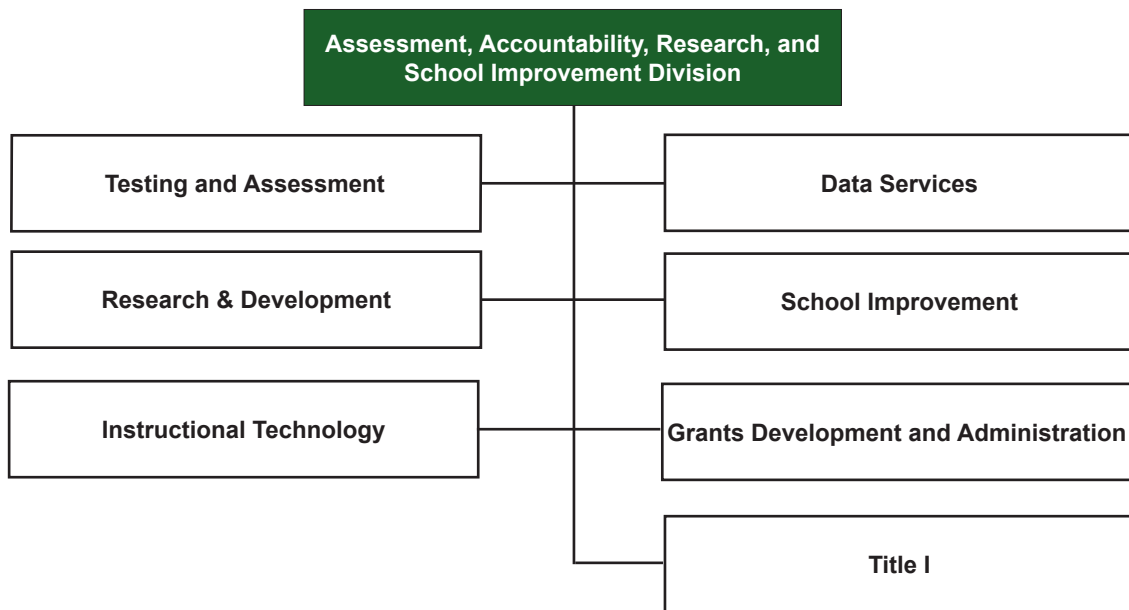 Assessment, Accountability, Research, and
School Improvement Division
Testing and Assessment
Data Services
Research & Development
School Improvement
Instructional Technology
Grants Development and Administration
Title I